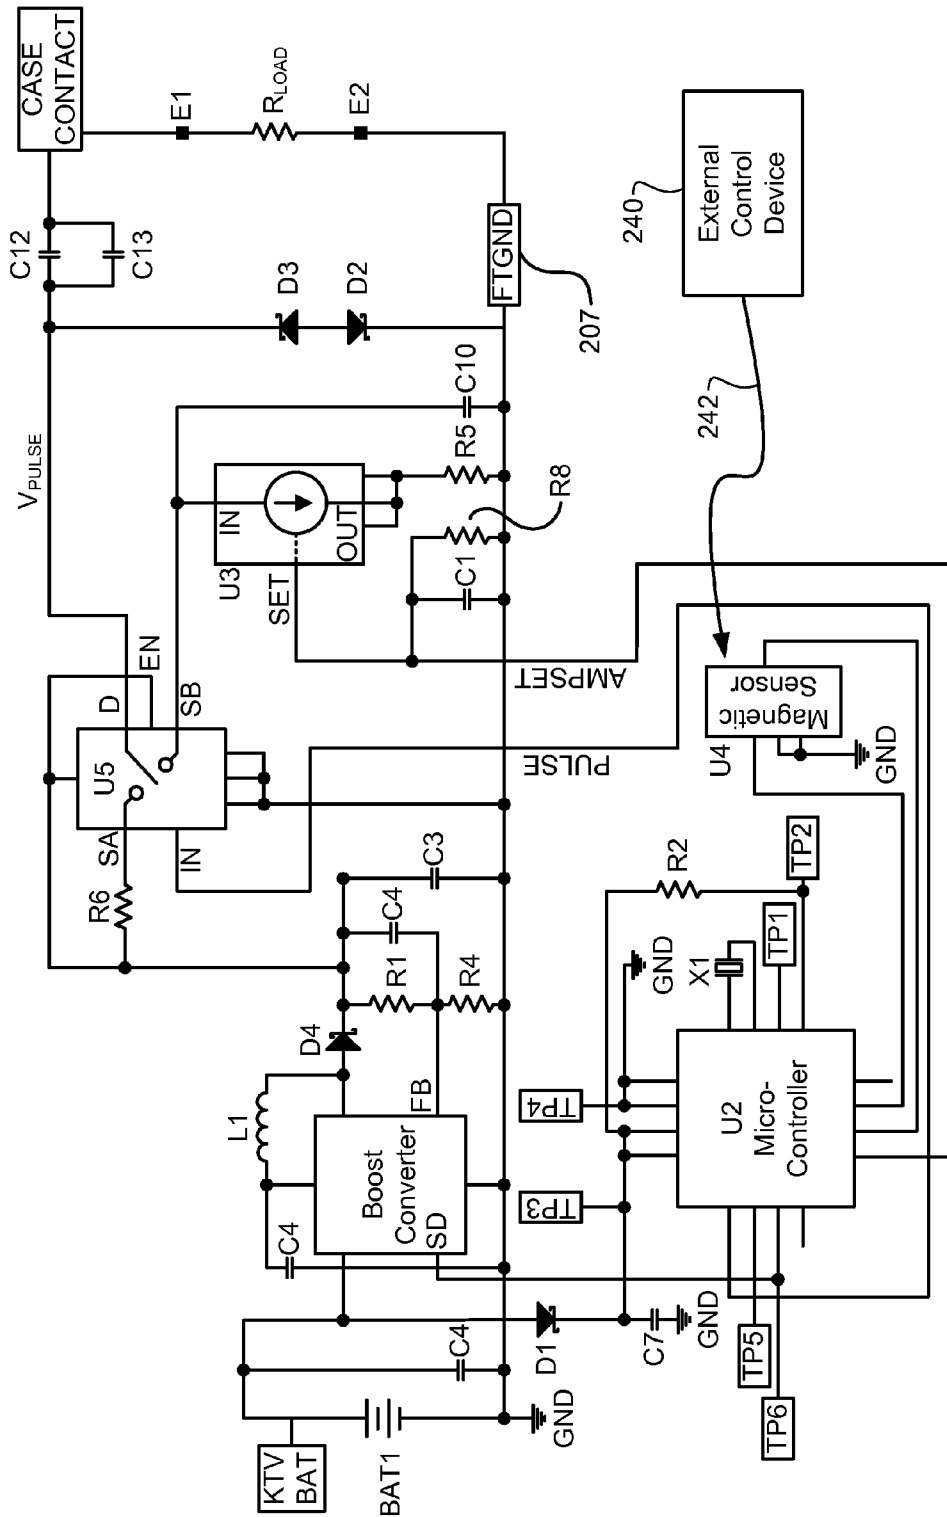 KTV
BAT
BAT1
GND
C4
C4
L1
Boost
Converter
SD
FB
D4
R1
R4
C4
C3
R6
SA
IN
U5
D
EN
SB
VPULSE
C12
C13
CASE
CONTACT
E1
RLOAD
E2
D3
D2
C10
FTGND
207
U3
IN
SET
OUT
R5
R8
C1
AMPSET
PULSE
D1
C7
GND
TP3
TP4
GND
TP5
TP6
U2
Micro-
Controller
X1
TP1
TP2
R2
U4
Magnetic
Sensor
GND
242
240
External
Control
Device